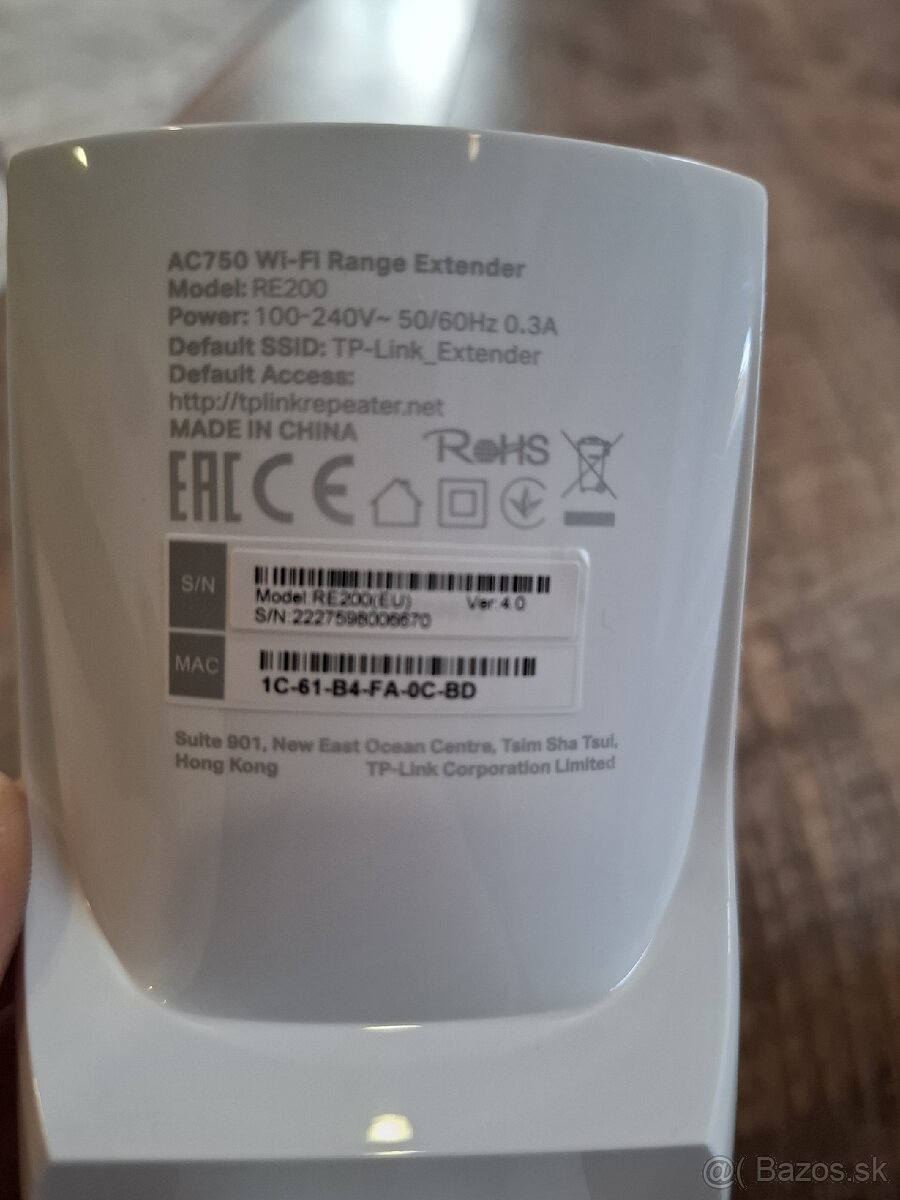 AC750 Wi-Fi Range Extender
Model: RE200
Power: 100-240V~ 50/60Hz 0.3A
Default SSID: TP-Link_Extender
Default Access:
http://tplinkrepeater.net
MADE IN CHINA
RoHS
EAC CE
S/N
Model:RE200(EU) Ver:4.0
S/N:2227598006670
MAC
1C-61-B4-FA-0C-BD
Suite 901, New East Ocean Centre, Tsim Sha Tsui,
Hong Kong TP-Link Corporation Limited
@( Bazos.sk